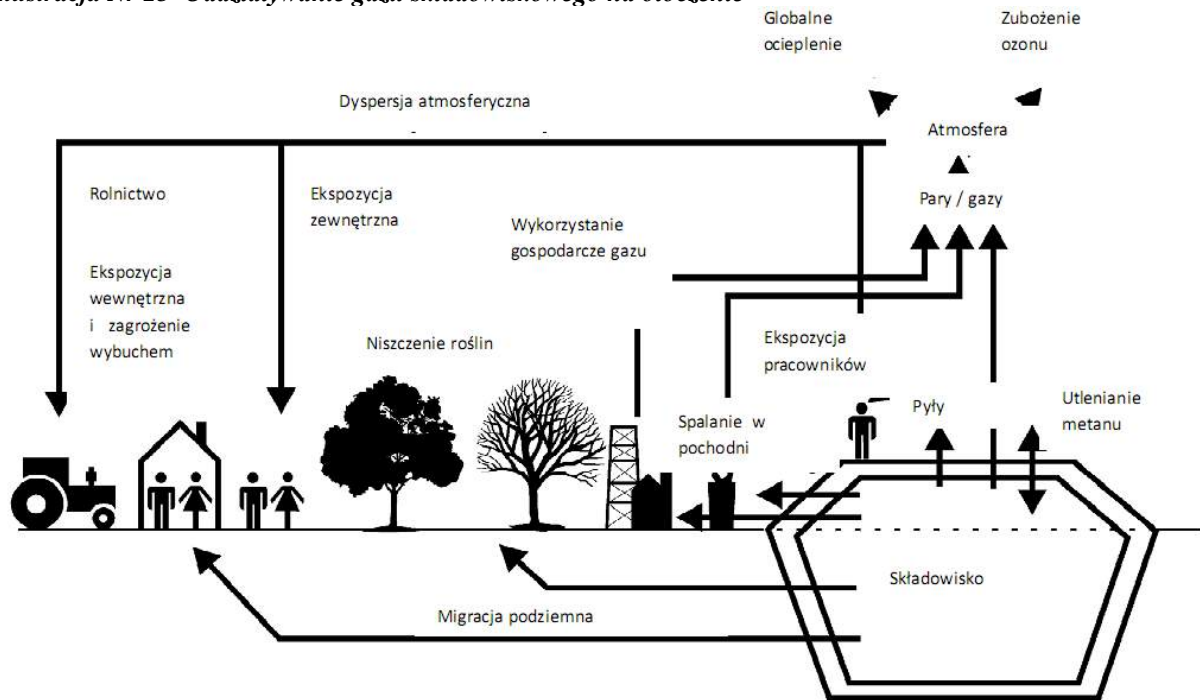 Globalne
ocieplenie
Zubożenie
ozonu
Dyspersja atmosferyczna
Atmosfera
Rolnictwo
Ekspozycja
zewnętrzna
Pary / gazy
Wykorzystanie
gospodarcze gazu
Ekspozycja
wewnętrzna
i zagrożenie
wybuchem
Niszczenie roślin
Ekspozycja
pracowników
Spalanie w
pochodni
Pyły
Utlenianie
metanu
Składowisko
Migracja podziemna